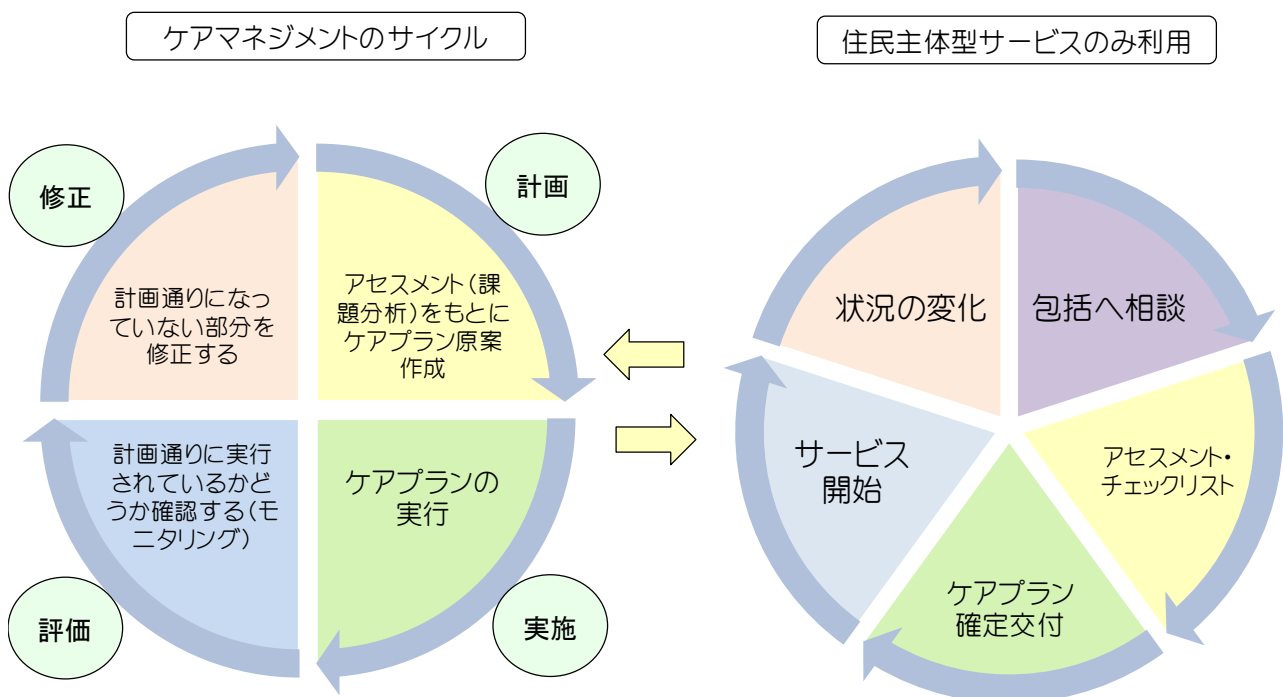 ケアマネジメントのサイクル
修正
計画
計画通りになっ
ていない部分を
修正する
アセスメント（課
題分析）をもとに
ケアプラン原案
作成
計画通りに実行
されているかど
うか確認する（モ
ニタリング）
ケアプランの
実行
評価
実施
住民主体型サービスのみ利用
状況の変化
包括へ相談
サービス
開始
アセスメント・
チェックリスト
ケアプラン
確定交付